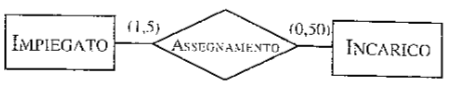 (1,5) (0,50)
IMPIEGATO ASSEGNAMENTO INCARICO